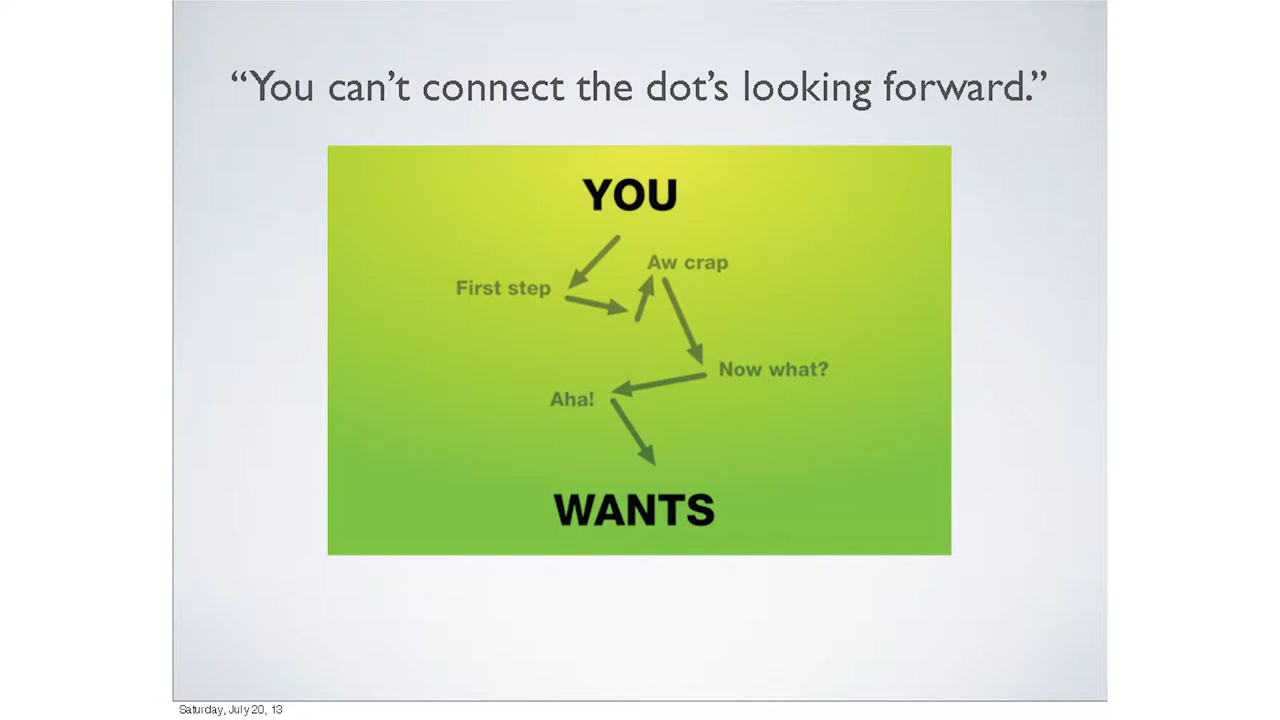 “You can’t connect the dot’s looking forward.”
YOU
Aw crap
First step
Now what?
Aha!
WANTS
Saturday, July 20, 13